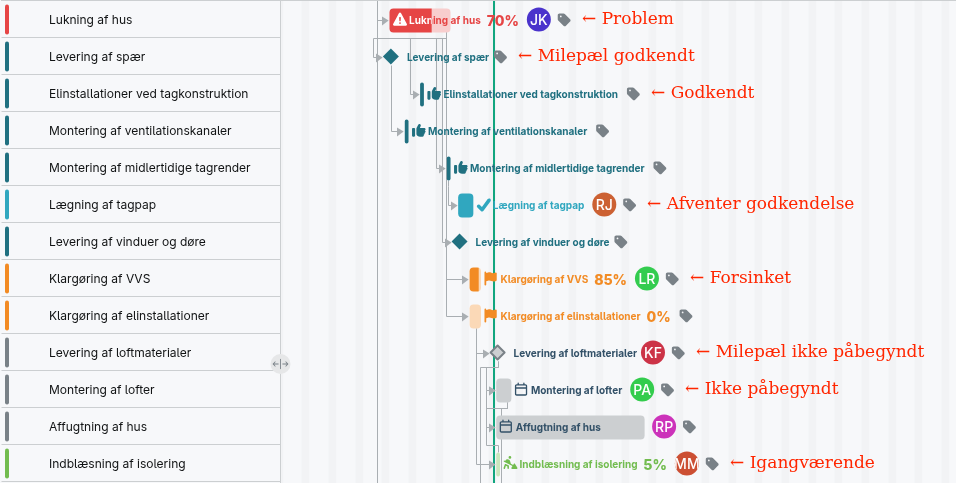 Lukning af hus Lukning af hus 70% JK ← Problem
Levering af spær Levering af spær ← Milepæl godkendt
Elinstallationer ved tagkonstruktion Elinstallationer ved tagkonstruktion ← Godkendt
Montering af ventilationskanaler Montering af ventilationskanaler
Montering af midlertidige tagrender Montering af midlertidige tagrender
Lægning af tagpap Lægning af tagpap RJ ← Afventer godkendelse
Levering af vinduer og døre Levering af vinduer og døre
Klargøring af VVS Klargøring af VVS 85% LR ← Forsinket
Klargøring af elinstallationer Klargøring af elinstallationer 0%
Levering af loftmaterialer Levering af loftmaterialer KF ← Milepæl ikke påbegyndt
Montering af lofter Montering af lofter PA ← Ikke påbegyndt
Affugtning af hus Affugtning af hus RP
Indblæsning af isolering Indblæsning af isolering 5% MM ← Igangværende